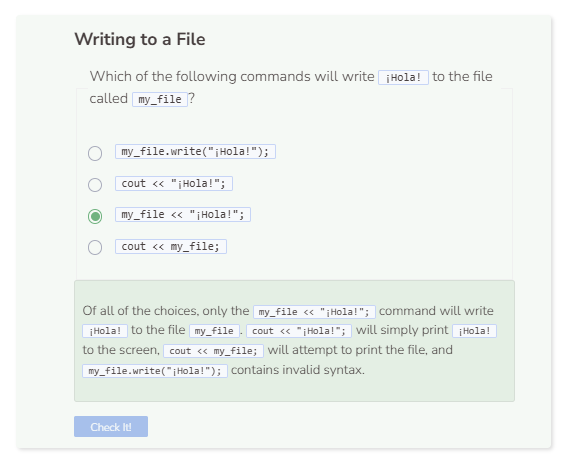 Writing to a File
Which of the following commands will write ¡Hola! to the file
called my_file ?
my_file.write("¡Hola!");
cout << "¡Hola!";
my_file << "¡Hola!";
cout << my_file;
Of all of the choices, only the my_file << "¡Hola!"; command will write
¡Hola! to the file my_file . cout << "¡Hola!"; will simply print ¡Hola!
to the screen, cout << my_file; will attempt to print the file, and
my_file.write("¡Hola!"); contains invalid syntax.
Check It!